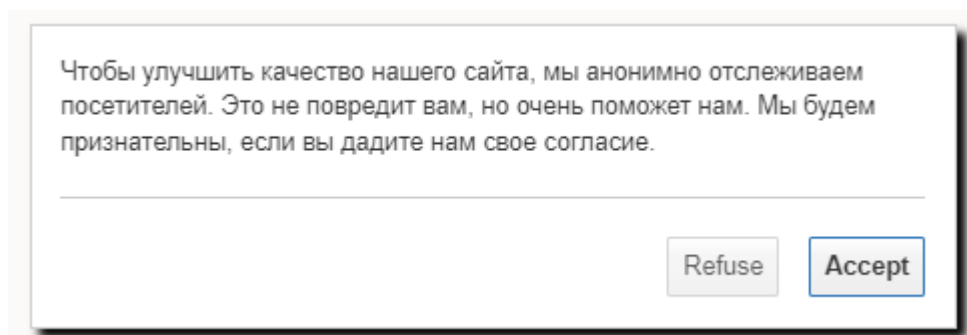 Чтобы улучшить качество нашего сайта, мы анонимно отслеживаем
посетителей. Это не повредит вам, но очень поможет нам. Мы будем
признательны, если вы дадите нам свое согласие.
Refuse Accept